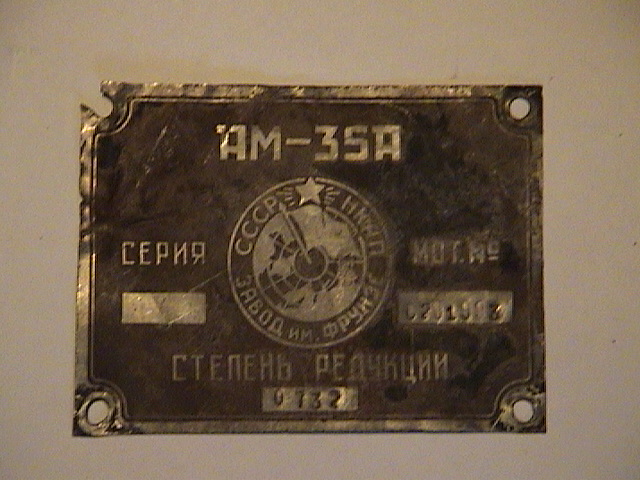 АМ-35А
СССР НКАП
ЗАВОД им. ФРУНЗЕ
СЕРИЯ
МОТ. №
СТЕПЕНЬ РЕДУКЦИИ
0732